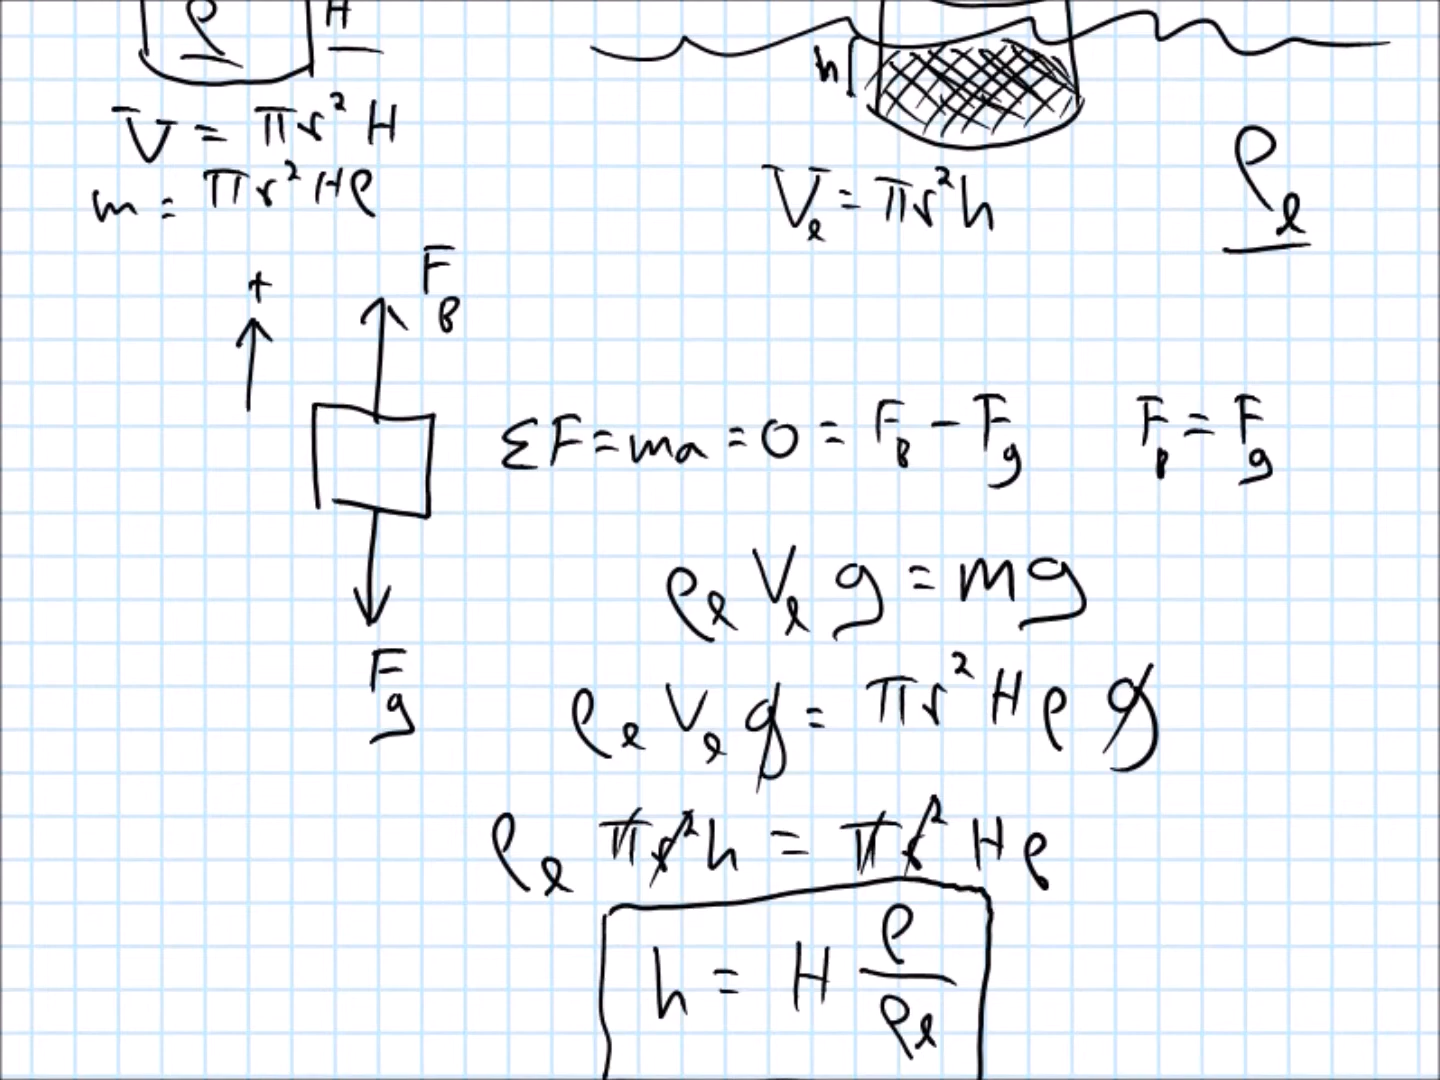 ρ H
h
V = πr²H
m = πr²Hρ
V_ℓ = πr²h
ρ_ℓ
+
F_B
ΣF = ma = 0 = F_B - F_g F_B = F_g
ρ_ℓ V_ℓ g = mg
F_g
ρ_ℓ V_ℓ g = πr²Hρg
ρ_ℓ πr²h = πr²Hρ
h = H ρ/ρ_ℓ